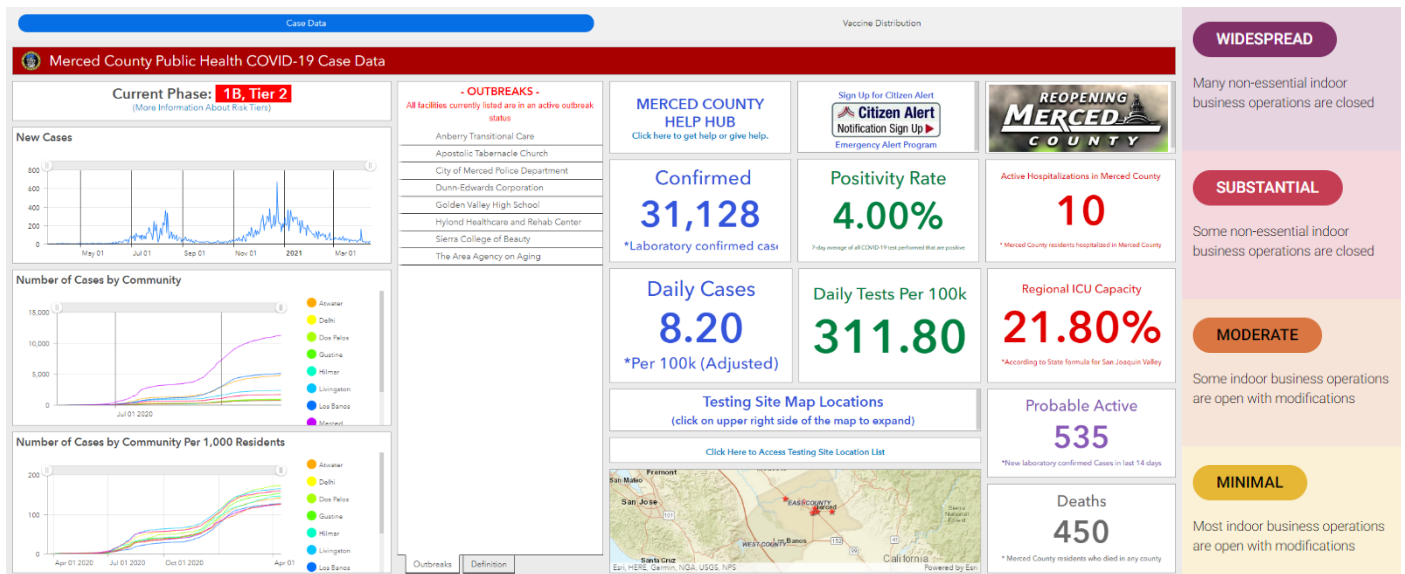 Case Data
Vaccine Distribution
Merced County Public Health COVID-19 Case Data
Current Phase: 1B, Tier 2
(More Information About Risk Tiers)
New Cases
800
600
400
200
0
May 01
Jul 01
Sep 01
Nov 01
2021
Mar 01
Number of Cases by Community
15,000
10,000
5,000
0
Jul 01 2020
Atwater
Delhi
Dos Palos
Gustine
Hilmar
Livingston
Los Banos
Merced
Number of Cases by Community Per 1,000 Residents
200
100
0
Apr 01 2020
Jul 01 2020
Oct 01 2020
Apr 01
Atwater
Delhi
Dos Palos
Gustine
Hilmar
Livingston
Los Banos
- OUTBREAKS -
All facilities currently listed are in an active outbreak
status
Anberry Transitional Care
Apostolic Tabernacle Church
City of Merced Police Department
Dunn-Edwards Corporation
Golden Valley High School
Hylond Healthcare and Rehab Center
Sierra College of Beauty
The Area Agency on Aging
Outbreaks
Definition
MERCED COUNTY
HELP HUB
Click here to get help or give help.
Sign Up for Citizen Alert
Citizen Alert
Notification Sign Up
Emergency Alert Program
REOPENING
MERCED
COUNTY
Confirmed
31,128
*Laboratory confirmed case
Positivity Rate
4.00%
7-day average of all COVID-19 test performed that are positive
Active Hospitalizations in Merced County
10
* Merced County residents hospitalized in Merced County
Daily Cases
8.20
*Per 100k (Adjusted)
Daily Tests Per 100k
311.80
Regional ICU Capacity
21.80%
*According to State formula for San Joaquin Valley
Testing Site Map Locations
(click on upper right side of the map to expand)
Click Here to Access Testing Site Location List
Fremont
San Mateo
San Jose
101
EAST COUNTY
Merced
WEST COUNTY
Los Banos
152
99
41
Sierra
National
Forest
Santa Cruz
California
Esri, HERE, Garmin, NGA, USGS, NPS
Powered by Esri
Probable Active
535
*New laboratory confirmed Cases in last 14 days
Deaths
450
* Merced County residents who died in any county
WIDESPREAD
Many non-essential indoor
business operations are closed
SUBSTANTIAL
Some non-essential indoor
business operations are closed
MODERATE
Some indoor business operations
are open with modifications
MINIMAL
Most indoor business operations
are open with modifications